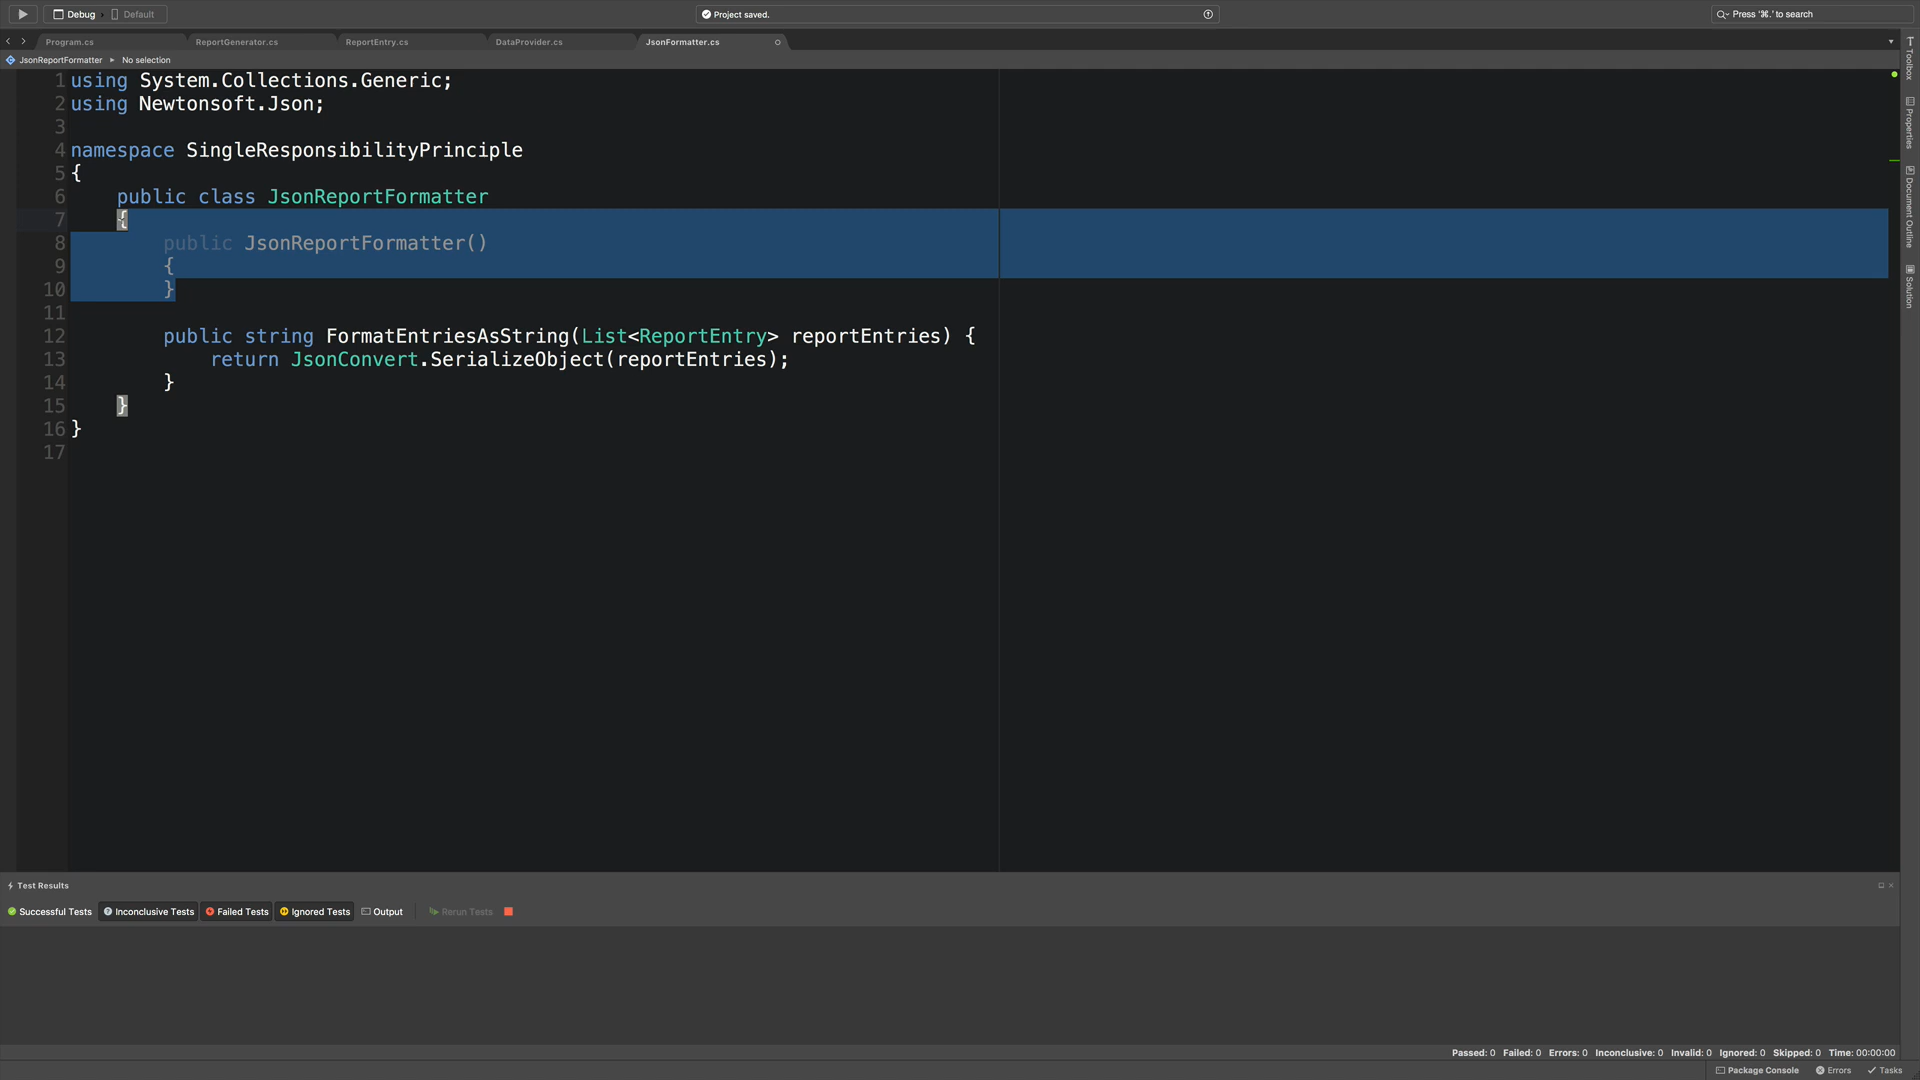 Debug › Default
Project saved.
Press '⌘.' to search
Program.cs
ReportGenerator.cs
ReportEntry.cs
DataProvider.cs
JsonFormatter.cs
JsonReportFormatter ▸ No selection
1 using System.Collections.Generic;
2 using Newtonsoft.Json;
3
4 namespace SingleResponsibilityPrinciple
5 {
6     public class JsonReportFormatter
7     {
8         public JsonReportFormatter()
9         {
10         }
11
12         public string FormatEntriesAsString(List<ReportEntry> reportEntries) {
13             return JsonConvert.SerializeObject(reportEntries);
14         }
15     }
16 }
17
Toolbox
Properties
Document Outline
Solution
Test Results
Successful Tests Inconclusive Tests Failed Tests Ignored Tests Output Rerun Tests
Passed: 0 Failed: 0 Errors: 0 Inconclusive: 0 Invalid: 0 Ignored: 0 Skipped: 0 Time: 00:00:00
Package Console Errors Tasks